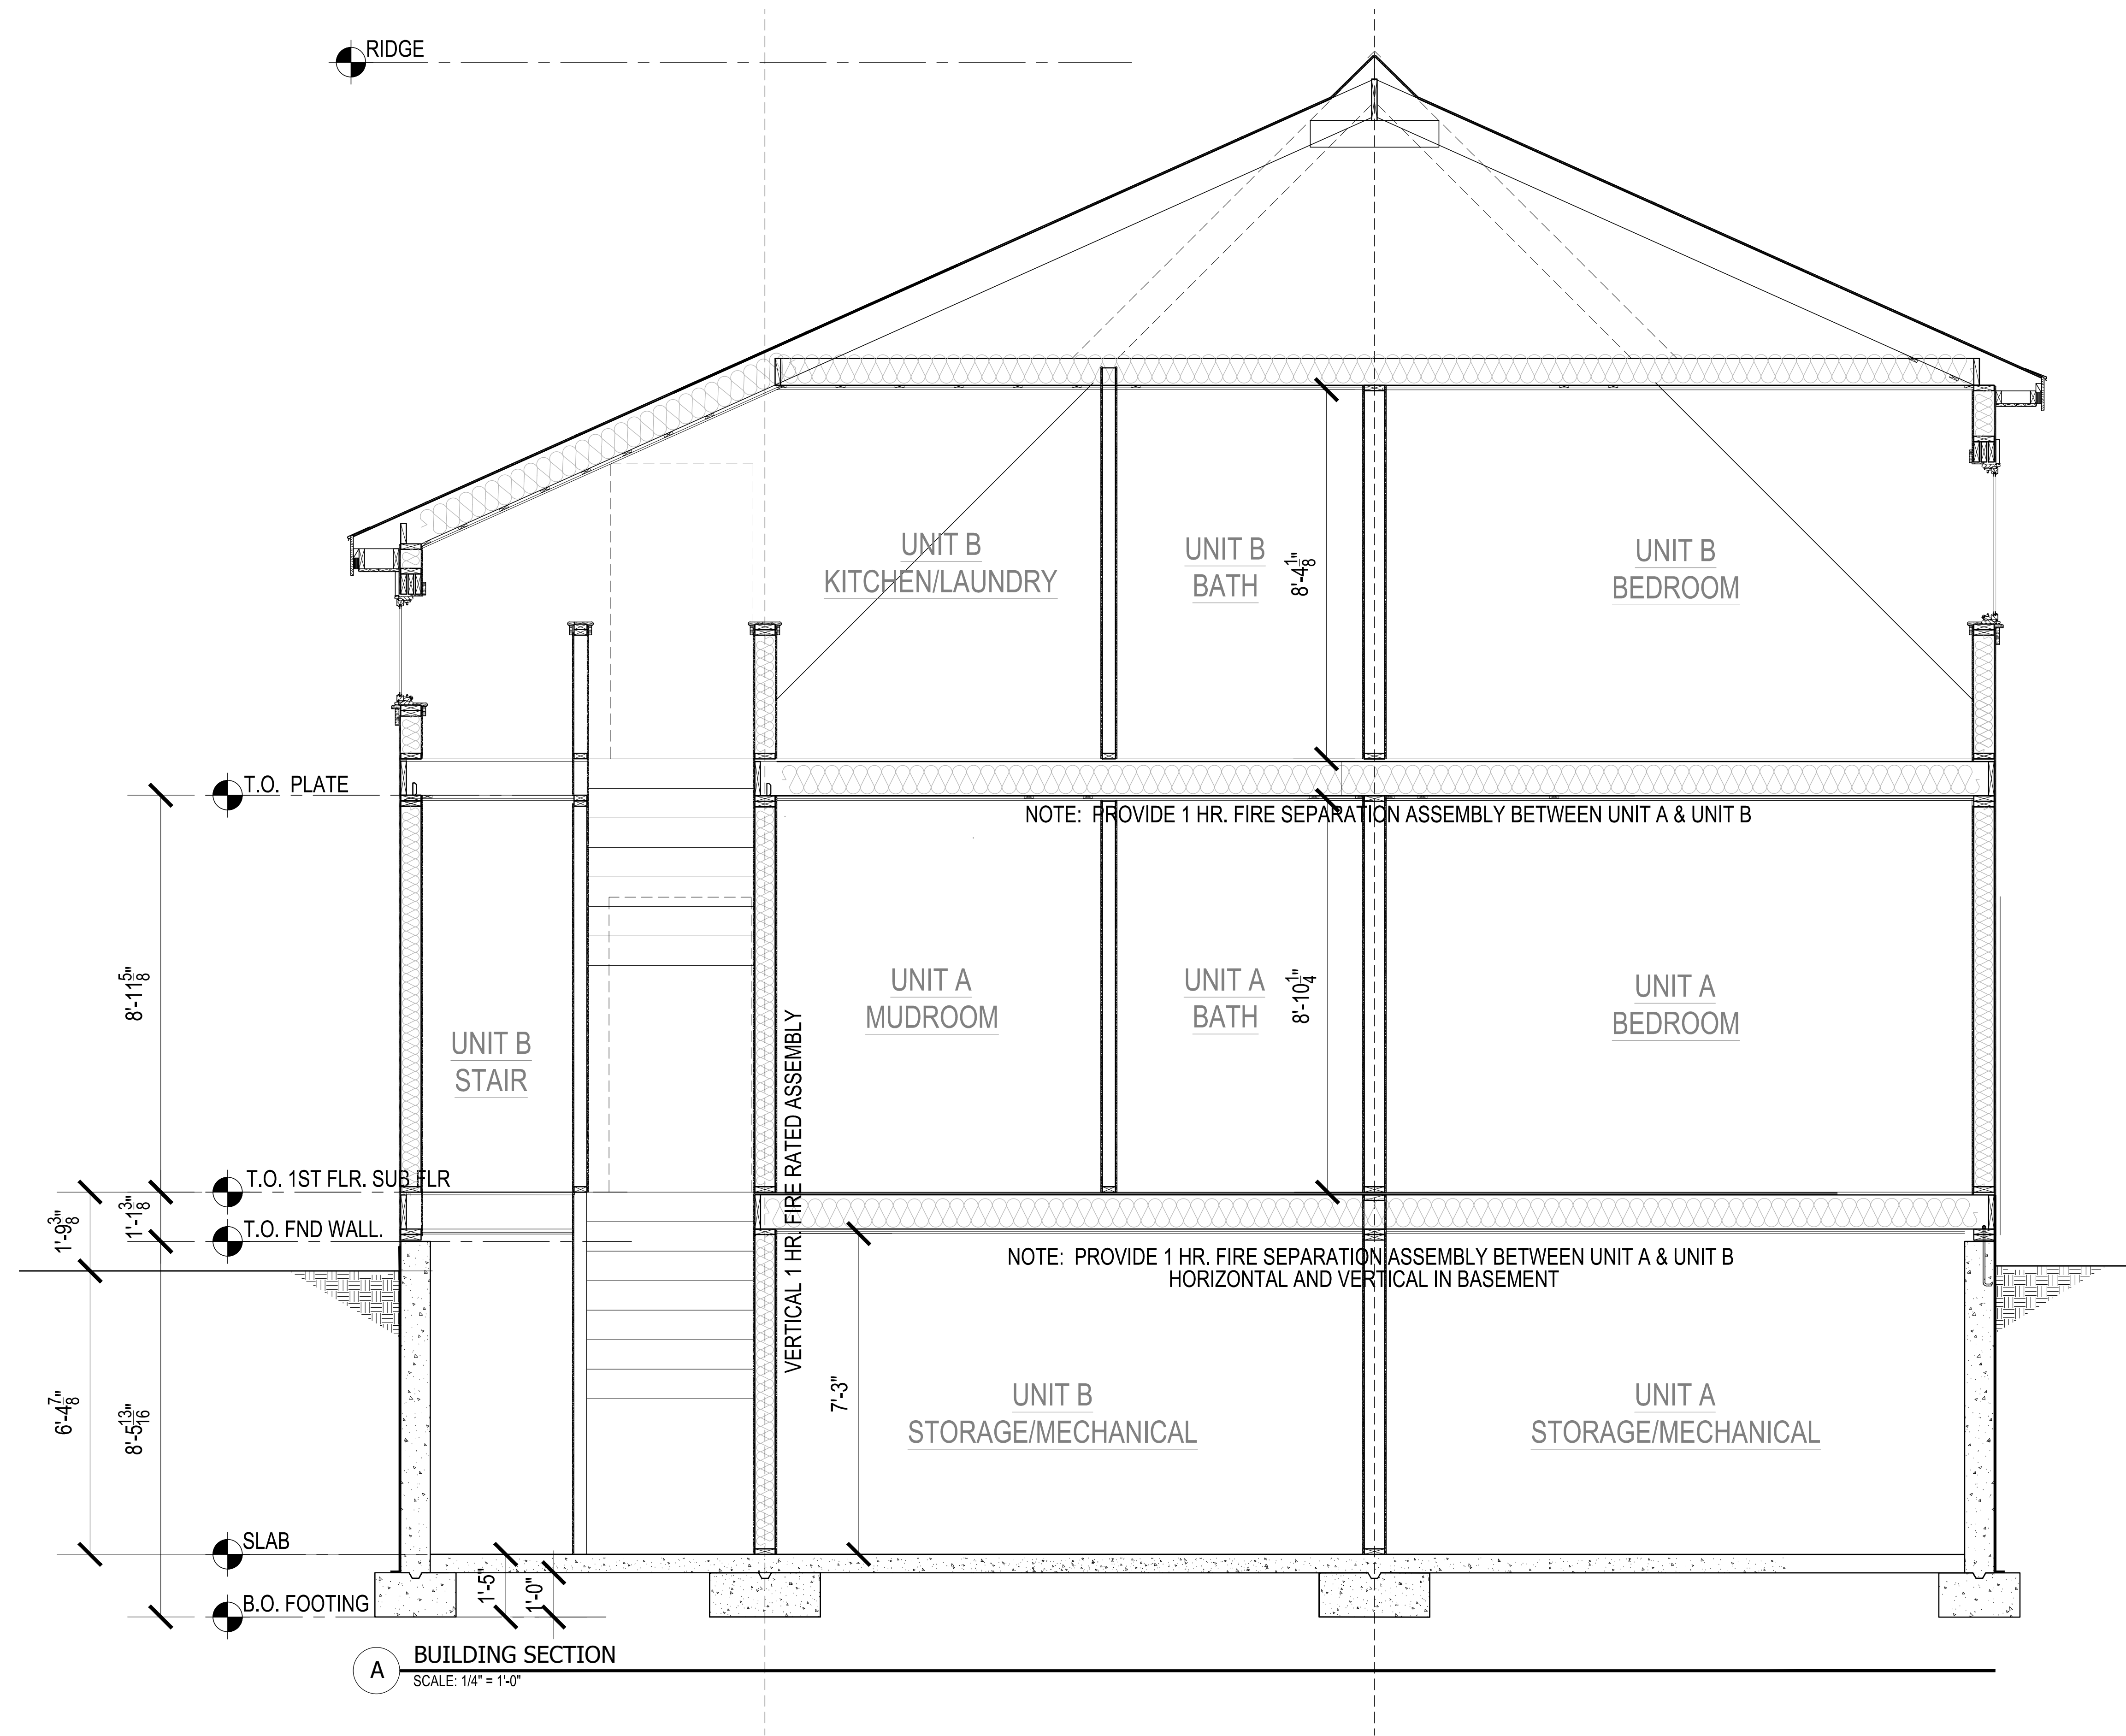 RIDGE
UNIT B
KITCHEN/LAUNDRY
UNIT B
BATH
8'-4 1/8"
UNIT B
BEDROOM
T.O.  PLATE
NOTE:  PROVIDE 1 HR. FIRE SEPARATION ASSEMBLY BETWEEN UNIT A & UNIT B
8'-11 5/8"
UNIT B
STAIR
UNIT A
MUDROOM
UNIT A
BATH
8'-10 1/4"
UNIT A
BEDROOM
VERTICAL 1 HR. FIRE RATED ASSEMBLY
T.O. 1ST FLR. SUB FLR
1'-9 3/8"
1'-1 3/8"
T.O. FND WALL.
NOTE:  PROVIDE 1 HR. FIRE SEPARATION ASSEMBLY BETWEEN UNIT A & UNIT B
HORIZONTAL AND VERTICAL IN BASEMENT
6'-4 7/8"
8'-5 13/16"
7'-3"
UNIT B
STORAGE/MECHANICAL
UNIT A
STORAGE/MECHANICAL
SLAB
1'-5"
1'-0"
B.O. FOOTING
A
BUILDING SECTION
SCALE: 1/4" = 1'-0"